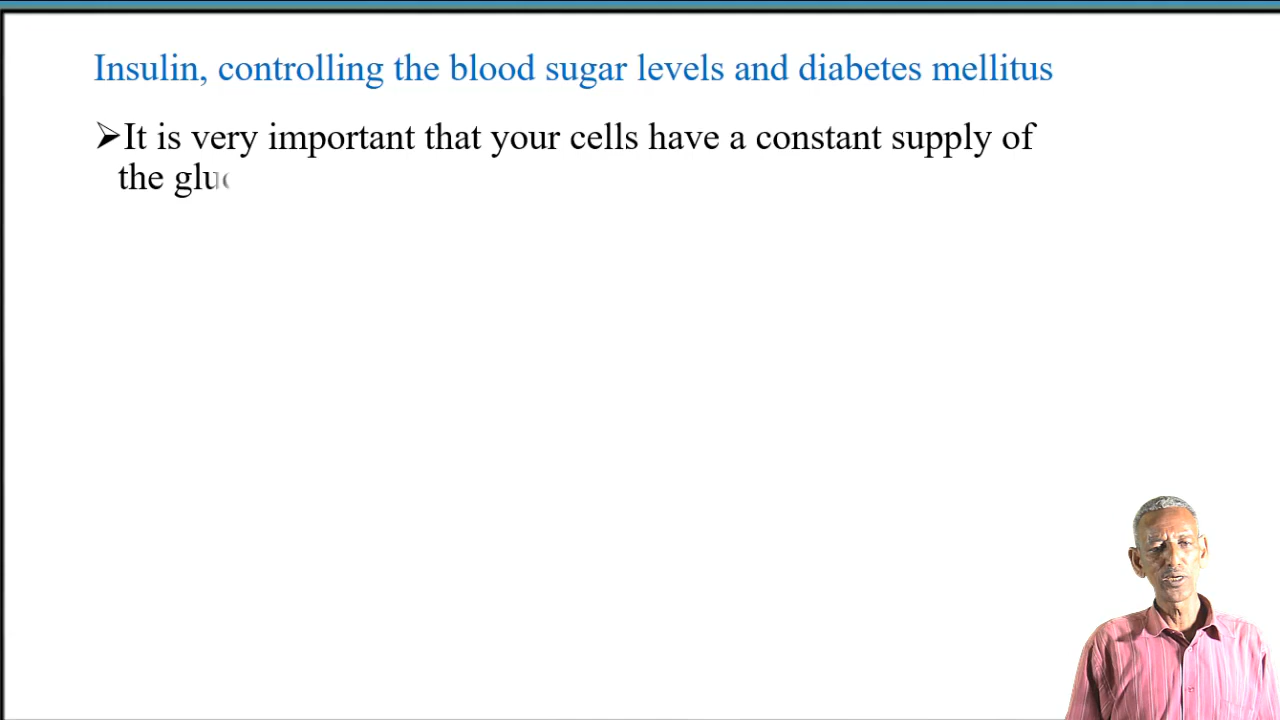 Insulin, controlling the blood sugar levels and diabetes mellitus
➢It is very important that your cells have a constant supply of
the